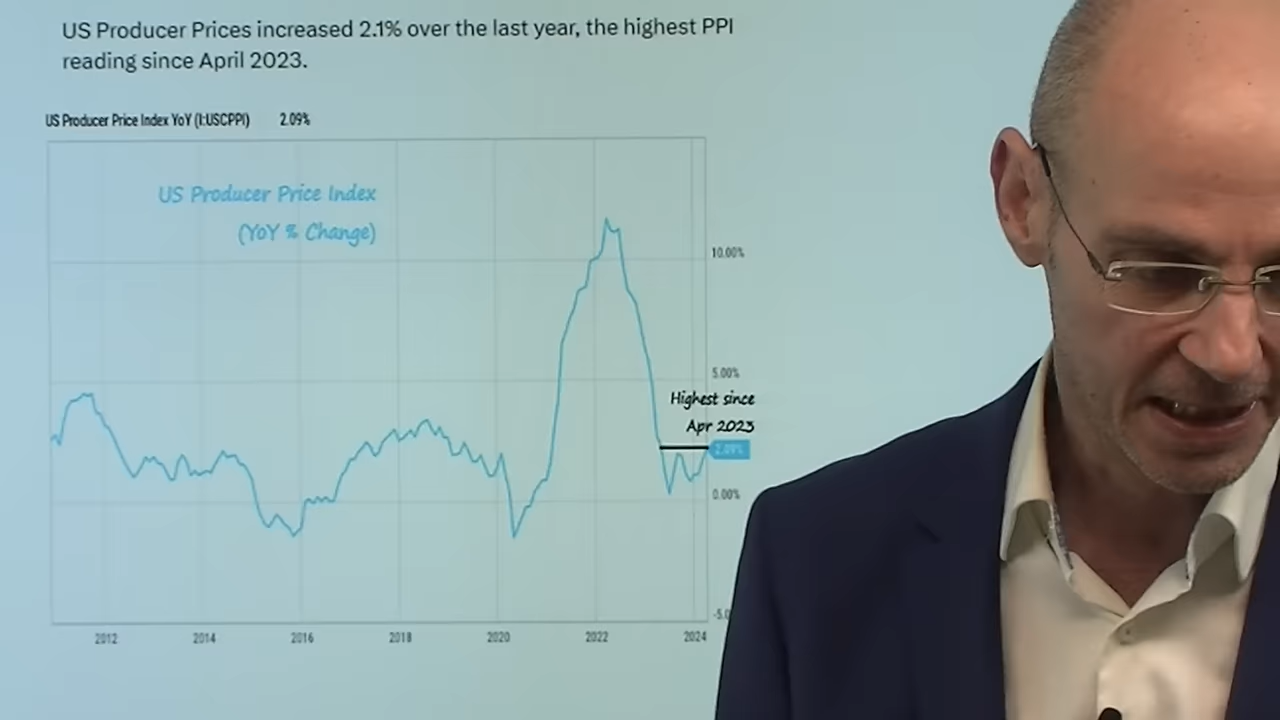 US Producer Prices increased 2.1% over the last year, the highest PPI
reading since April 2023.
US Producer Price Index YoY (I:USCPPI) 2.09%
US Producer Price Index
(YoY % Change)
10.00%
5.00%
Highest since
Apr 2023
2.09%
0.00%
-5.0
2012 2014 2016 2018 2020 2022 2024